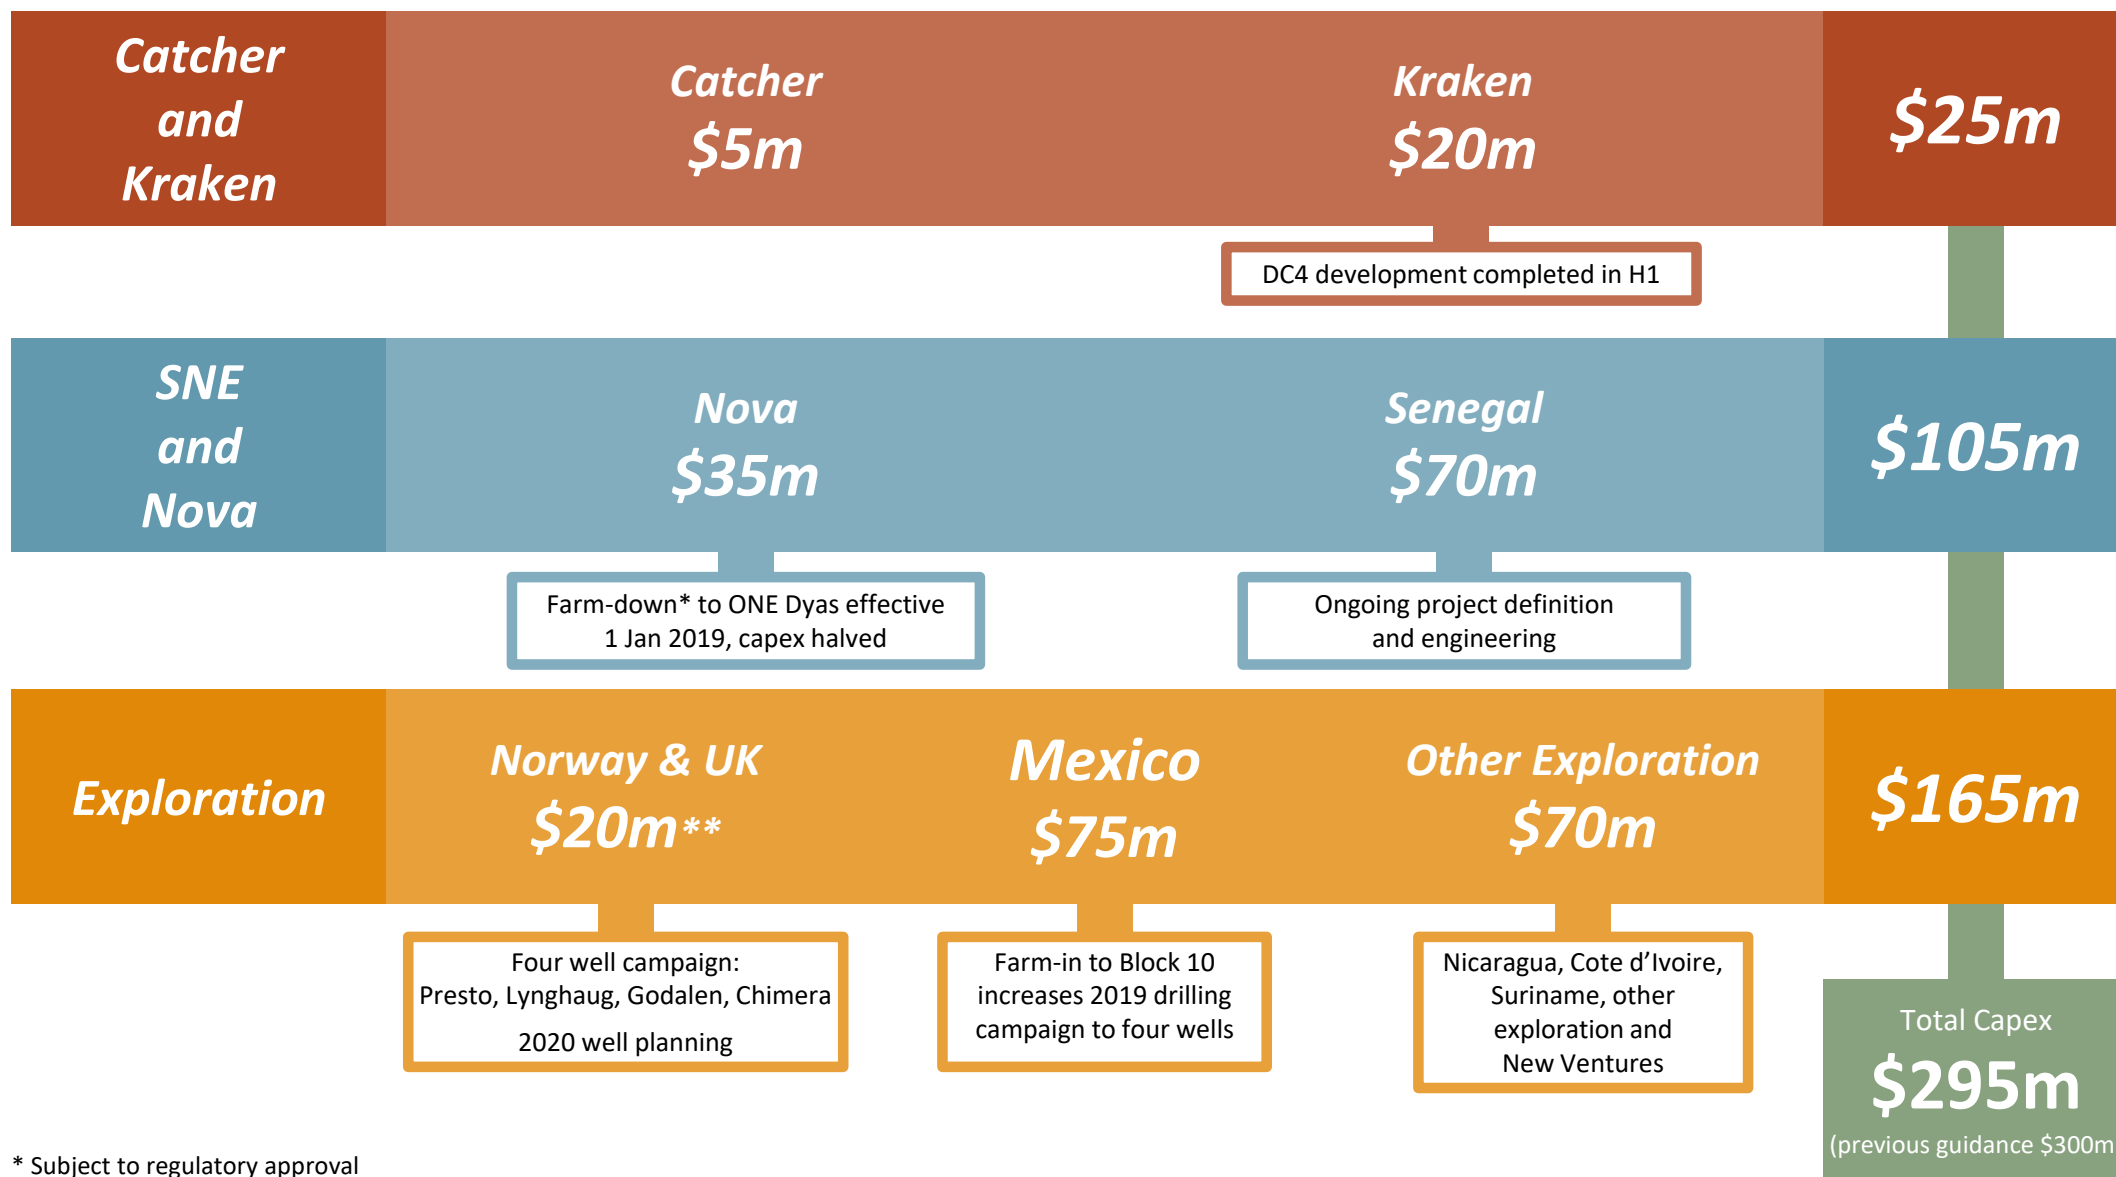 Catcher
and
Kraken
Catcher
$5m
Kraken
$20m
$25m
DC4 development completed in H1
SNE
and
Nova
Nova
$35m
Senegal
$70m
$105m
Farm-down* to ONE Dyas effective
1 Jan 2019, capex halved
Ongoing project definition
and engineering
Exploration
Norway & UK
$20m**
Mexico
$75m
Other Exploration
$70m
$165m
Four well campaign:
Presto, Lynghaug, Godalen, Chimera
2020 well planning
Farm-in to Block 10
increases 2019 drilling
campaign to four wells
Nicaragua, Cote d’Ivoire,
Suriname, other
exploration and
New Ventures
Total Capex
$295m
(previous guidance $300m
* Subject to regulatory approval